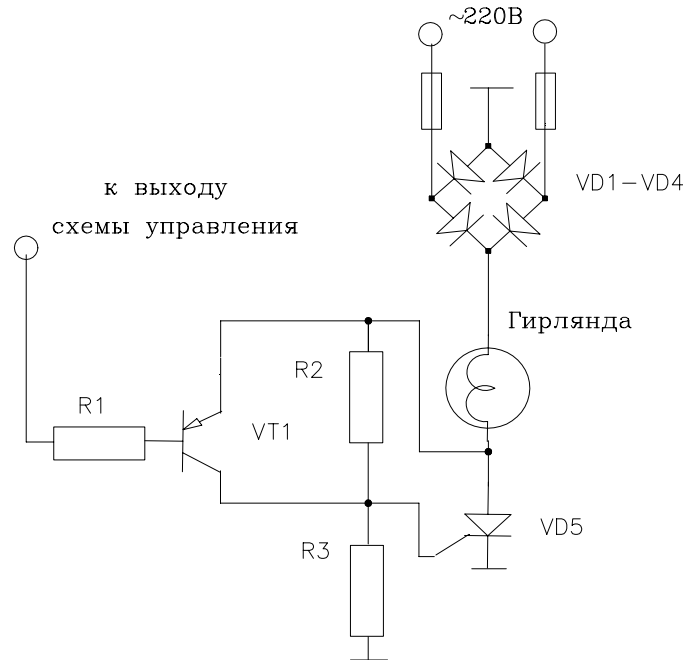 ~220В
VD1-VD4
к выходу
схемы управления
Гирлянда
R2
R1
VT1
VD5
R3